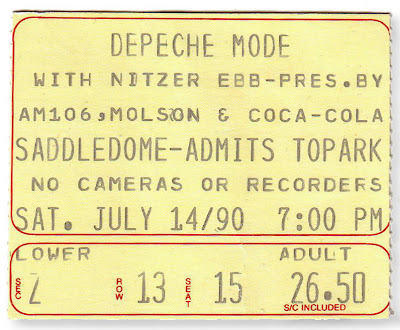 DEPECHE MODE
WITH NITZER EBB-PRES.BY
AM106,MOLSON & COCA-COLA
SADDLEDOME-ADMITS TOPARK
NO CAMERAS OR RECORDERS
SAT. JULY 14/90 7:00 PM
LOWER ADULT
SEC Z ROW 13 SEAT 15 26.50
S/C INCLUDED